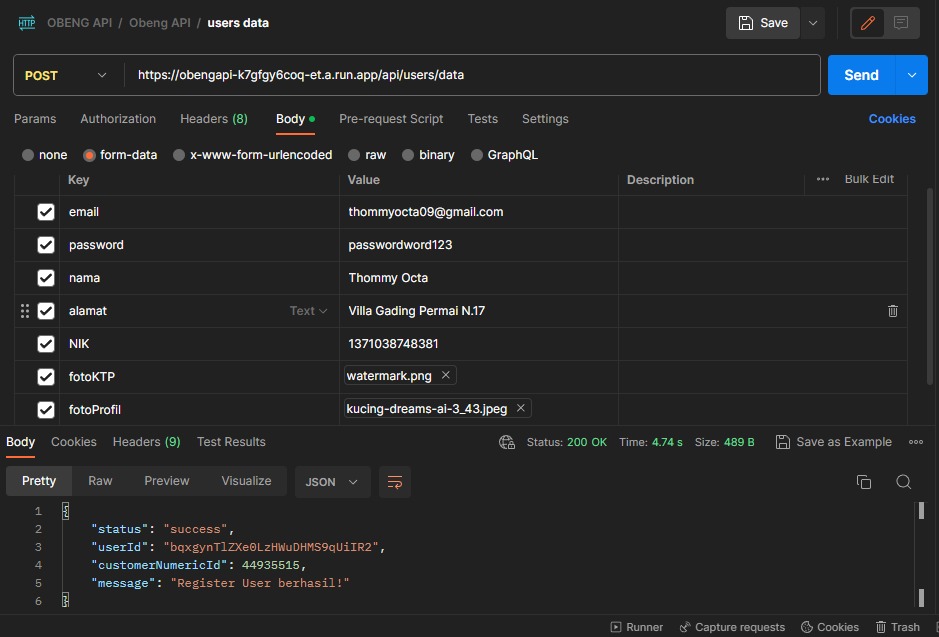 HTTP OBENG API / Obeng API / users data Save
POST https://obengapi-k7gfgy6coq-et.a.run.app/api/users/data Send
Params Authorization Headers (8) Body Pre-request Script Tests Settings Cookies
none form-data x-www-form-urlencoded raw binary GraphQL
Key Value Description Bulk Edit
email thommyocta09@gmail.com
password passwordword123
nama Thommy Octa
alamat Text Villa Gading Permai N.17
NIK 1371038748381
fotoKTP watermark.png
fotoProfil kucing-dreams-ai-3_43.jpeg
Body Cookies Headers (9) Test Results Status: 200 OK Time: 4.74 s Size: 489 B Save as Example
Pretty Raw Preview Visualize JSON
1 {
2 "status": "success",
3 "userId": "bqxgynTlZXe0LzHWuDHMS9qUiIR2",
4 "customerNumericId": 44935515,
5 "message": "Register User berhasil!"
6 }
Runner Capture requests Cookies Trash